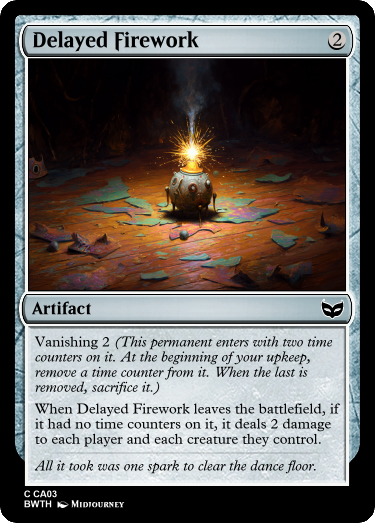 Delayed Firework 2
Artifact
Vanishing 2 (This permanent enters with two time
counters on it. At the beginning of your upkeep,
remove a time counter from it. When the last is
removed, sacrifice it.)
When Delayed Firework leaves the battlefield, if
it had no time counters on it, it deals 2 damage
to each player and each creature they control.
All it took was one spark to clear the dance floor.
C CA03
BWTH Midjourney